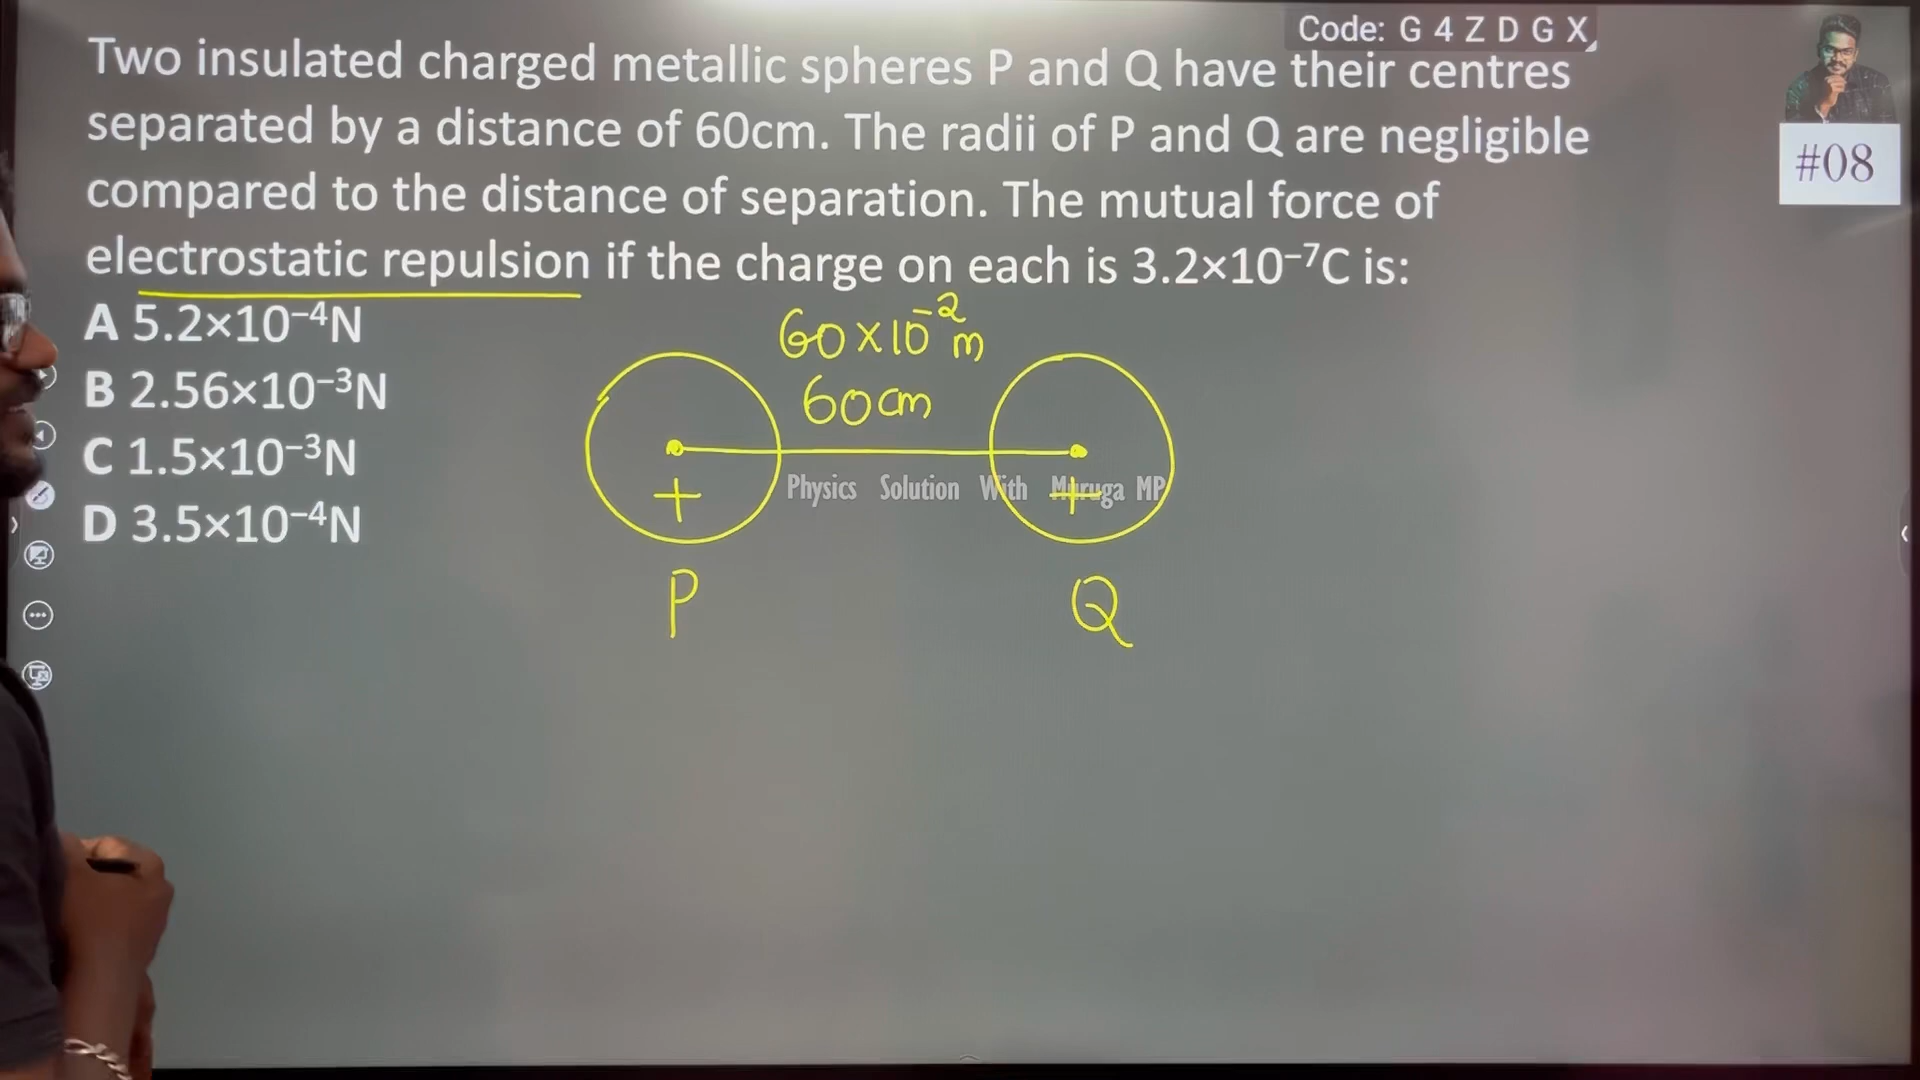 Code: G 4 Z D G X
Two insulated charged metallic spheres P and Q have their centres
separated by a distance of 60cm. The radii of P and Q are negligible
compared to the distance of separation. The mutual force of
electrostatic repulsion if the charge on each is 3.2×10⁻⁷C is:
#08
A 5.2×10⁻⁴N
B 2.56×10⁻³N
C 1.5×10⁻³N
D 3.5×10⁻⁴N
60×10⁻² m
60cm
+ +
Physics Solution With Muruga MP
P Q